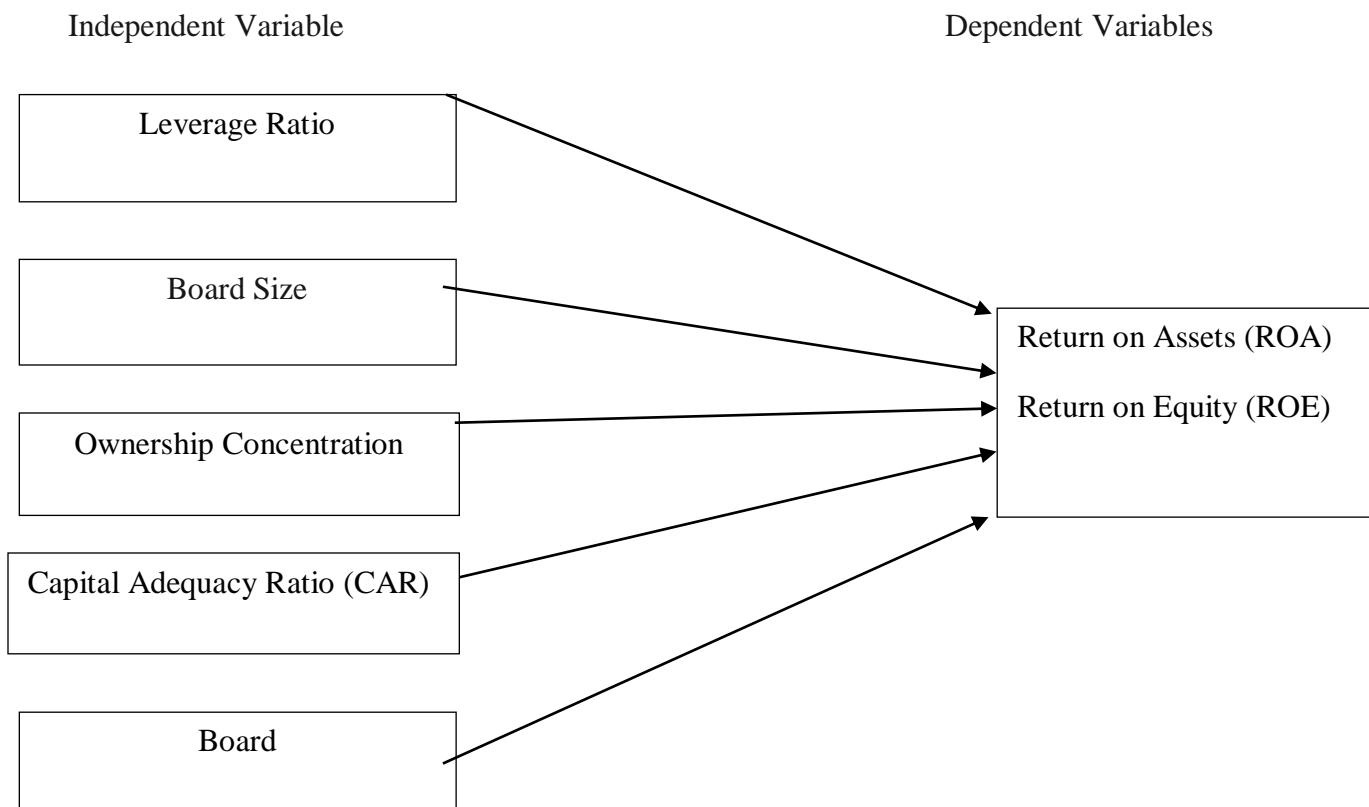 Independent Variable
Dependent Variables
Leverage Ratio
Board Size
Ownership Concentration
Capital Adequacy Ratio (CAR)
Board
Return on Assets (ROA)
Return on Equity (ROE)